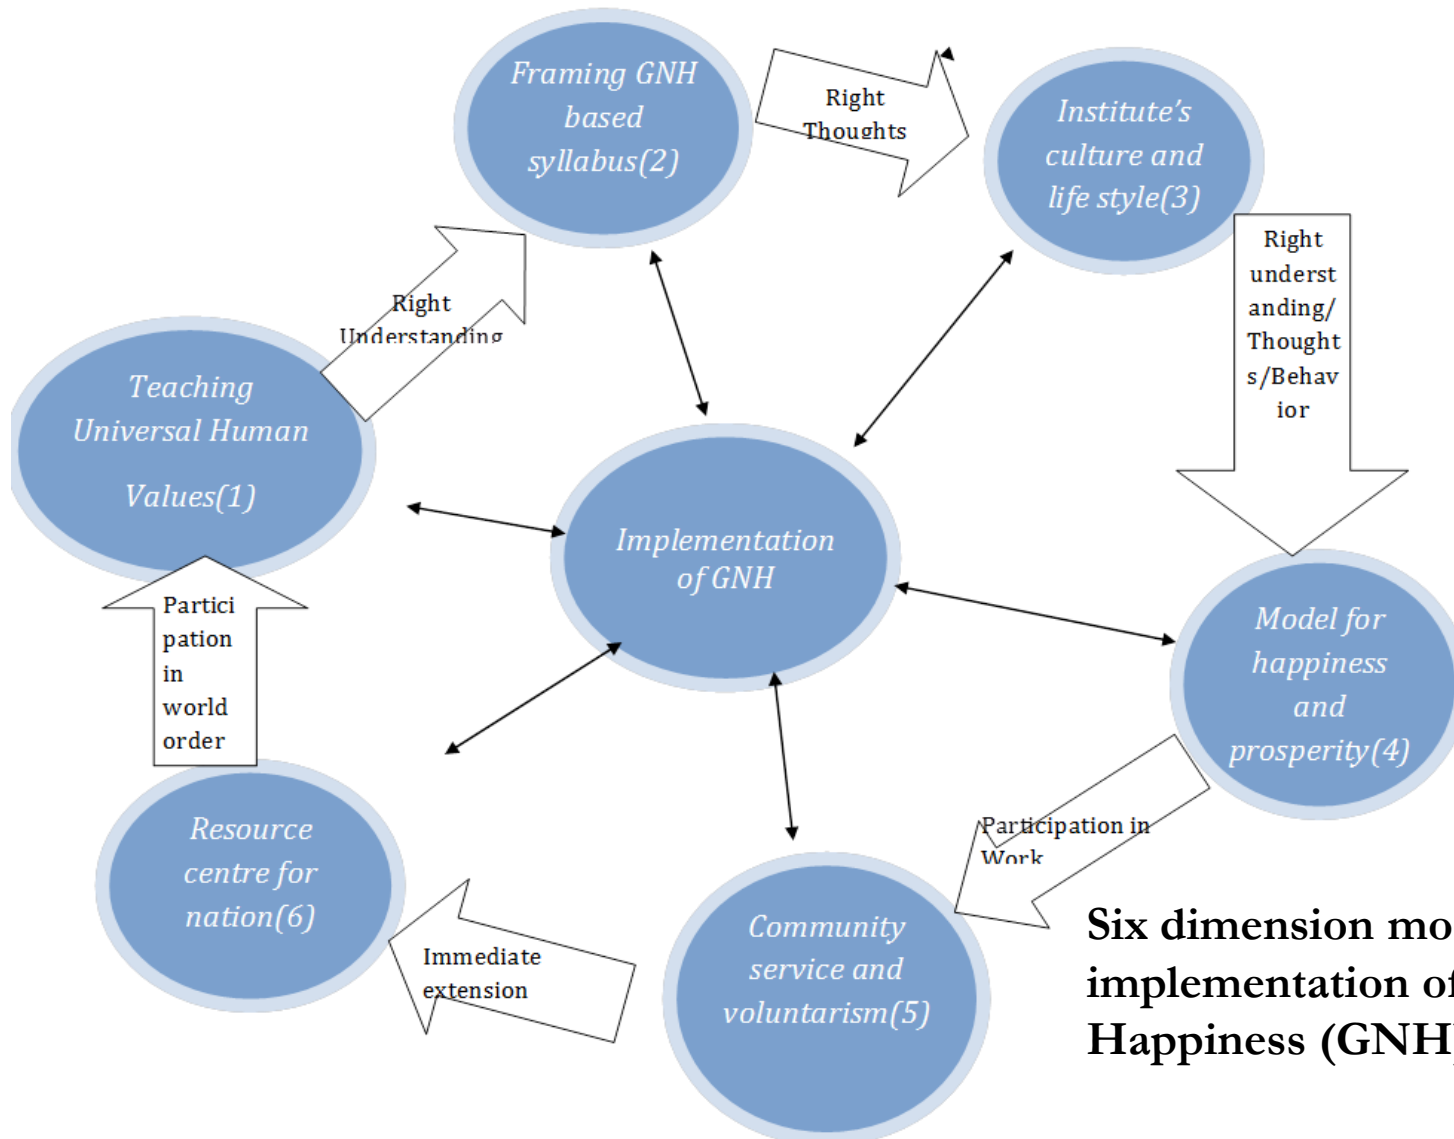 Framing GNH
based
syllabus(2)
Right
Thoughts
Institute's
culture and
life style(3)
Right
underst
anding/
Thought
s/Behav
ior
Right
Understanding
Teaching
Universal Human
Values(1)
Implementation
of GNH
Model for
happiness
and
prosperity(4)
Partici
pation
in
world
order
Participation in
Work
Resource
centre for
nation(6)
Immediate
extension
Community
service and
voluntarism(5)
Six dimension mo
implementation of
Happiness (GNH)